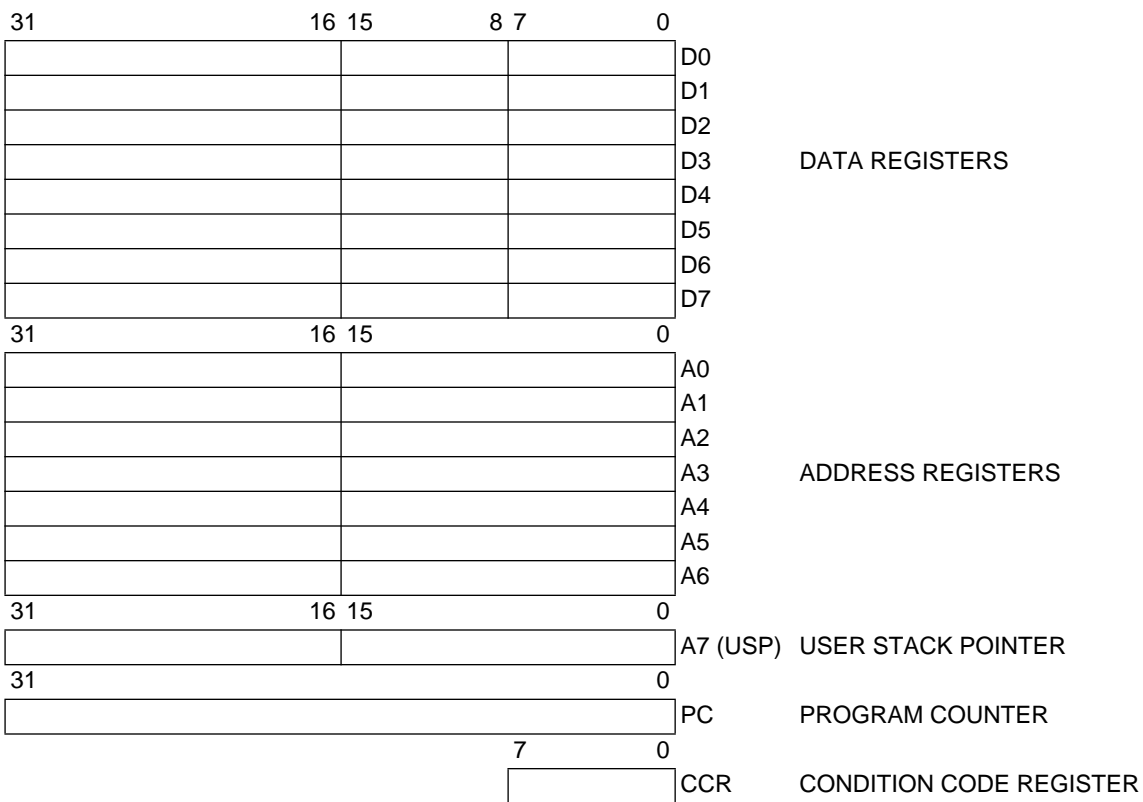 31 16 15 8 7 0
D0
D1
D2
D3 DATA REGISTERS
D4
D5
D6
D7
31 16 15 0
A0
A1
A2
A3 ADDRESS REGISTERS
A4
A5
A6
31 16 15 0
A7 (USP) USER STACK POINTER
31 0
PC PROGRAM COUNTER
7 0
CCR CONDITION CODE REGISTER